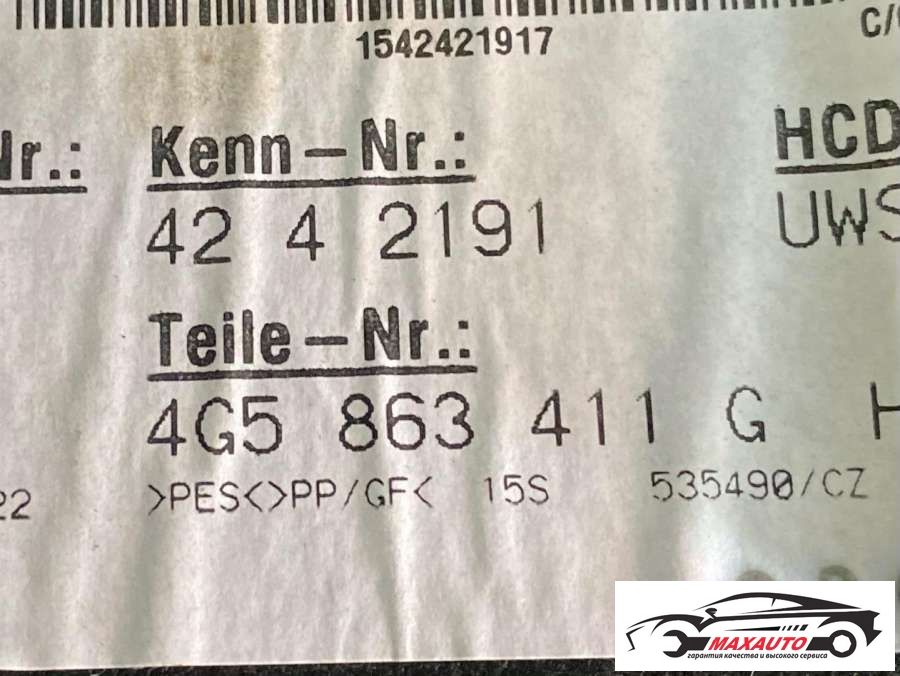 1542421917
C/
Nr.: Kenn-Nr.: HCD
42 4 2191 UWS
Teile-Nr.:
4G5 863 411 G H
22 >PES<>PP/GF< 15S 535490/CZ
MAXAUTO
гарантия качества и высокого сервиса